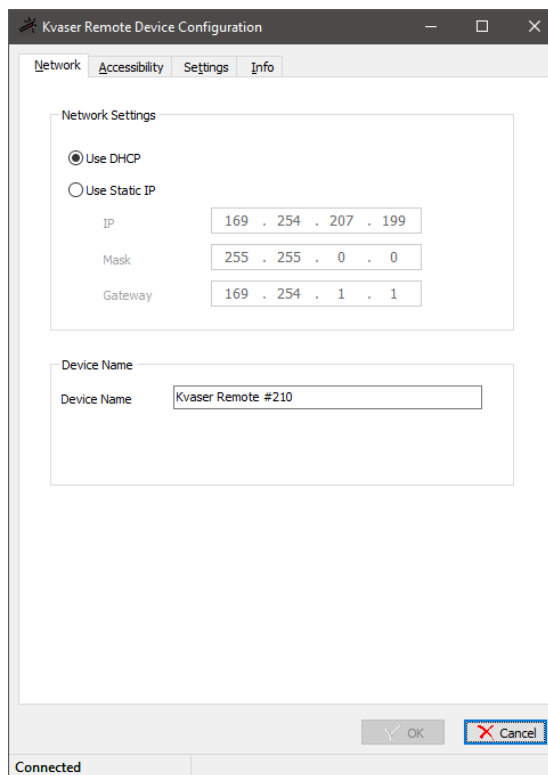 Kvaser Remote Device Configuration
Network Accessibility Settings Info
Network Settings
Use DHCP
Use Static IP
IP 169 . 254 . 207 . 199
Mask 255 . 255 . 0 . 0
Gateway 169 . 254 . 1 . 1
Device Name
Device Name Kvaser Remote #210
OK Cancel
Connected